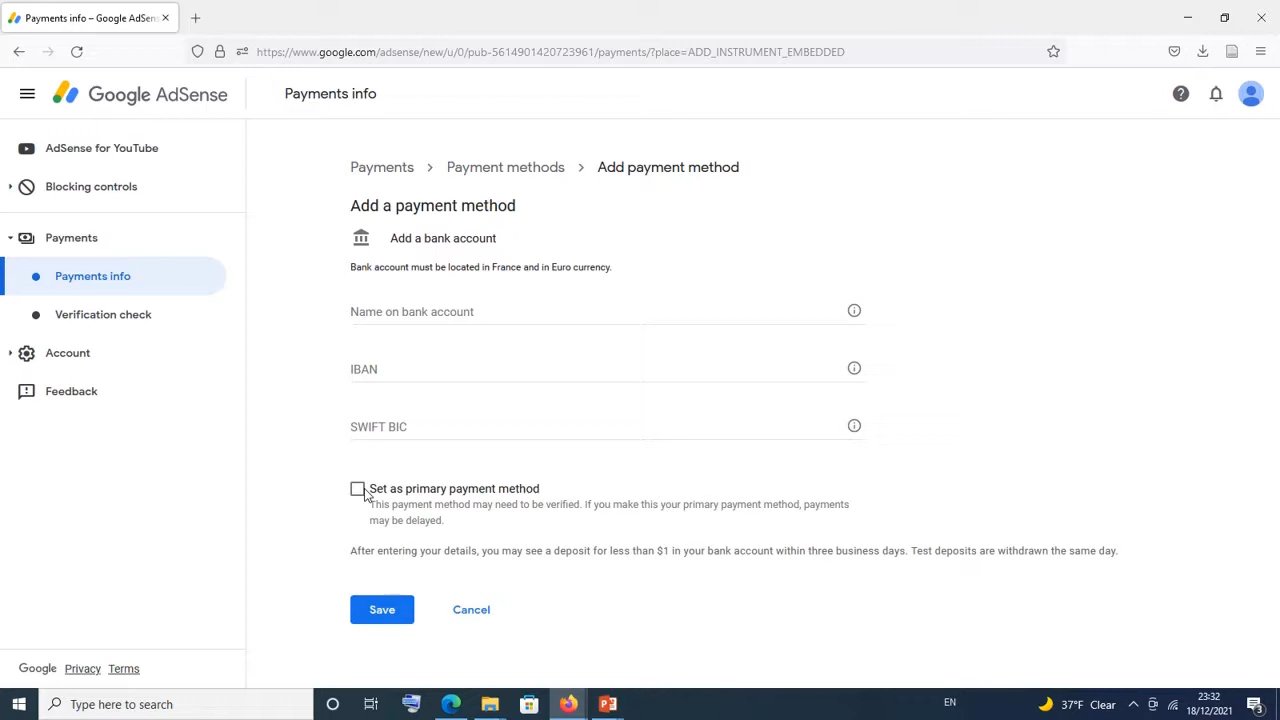 Payments info – Google AdSens
https://www.google.com/adsense/new/u/0/pub-5614901420723961/payments/?place=ADD_INSTRUMENT_EMBEDDED
Google AdSense
Payments info
AdSense for YouTube
Blocking controls
Payments
Payments info
Verification check
Account
Feedback
Payments > Payment methods > Add payment method
Add a payment method
Add a bank account
Bank account must be located in France and in Euro currency.
Name on bank account
IBAN
SWIFT BIC
Set as primary payment method
This payment method may need to be verified. If you make this your primary payment method, payments
may be delayed.
After entering your details, you may see a deposit for less than $1 in your bank account within three business days. Test deposits are withdrawn the same day.
Save Cancel
Google Privacy Terms
Type here to search
EN
37°F Clear
23:32
18/12/2021
3